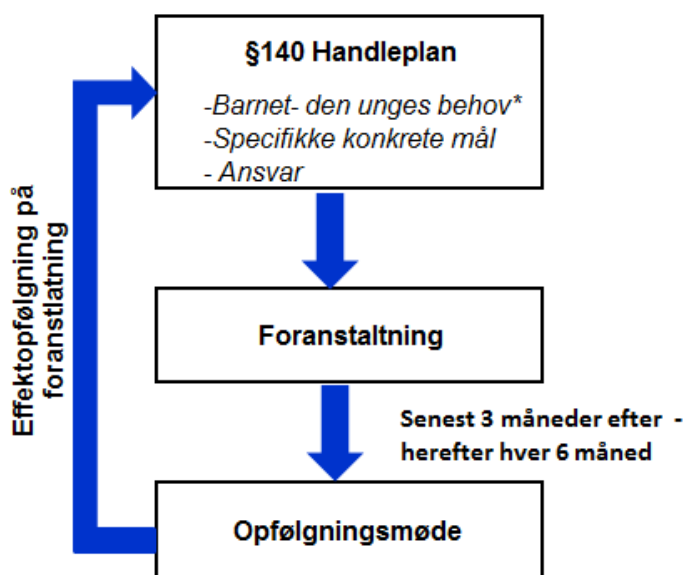 §140 Handleplan
-Barnet- den unges behov*
-Specifikke konkrete mål
- Ansvar
Effektopfølgning på
foranstlatning
Foranstaltning
Senest 3 måneder efter -
herefter hver 6 måned
Opfølgningsmøde